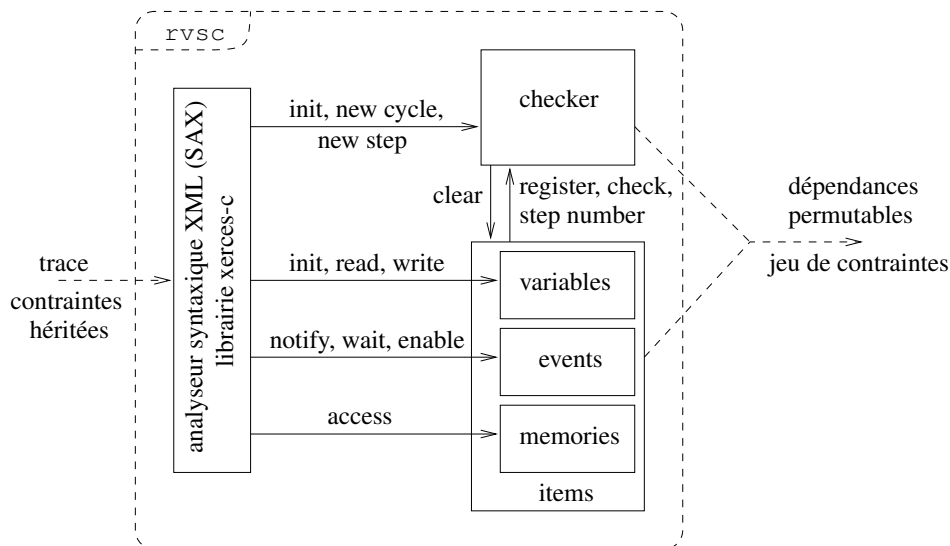 rvsc
analyseur syntaxique XML (SAX)
librairie xerces-c
init, new cycle,
new step
checker
clear
register, check,
step number
dépendances
permutables
jeu de contraintes
trace
contraintes
héritées
init, read, write
variables
notify, wait, enable
events
access
memories
items